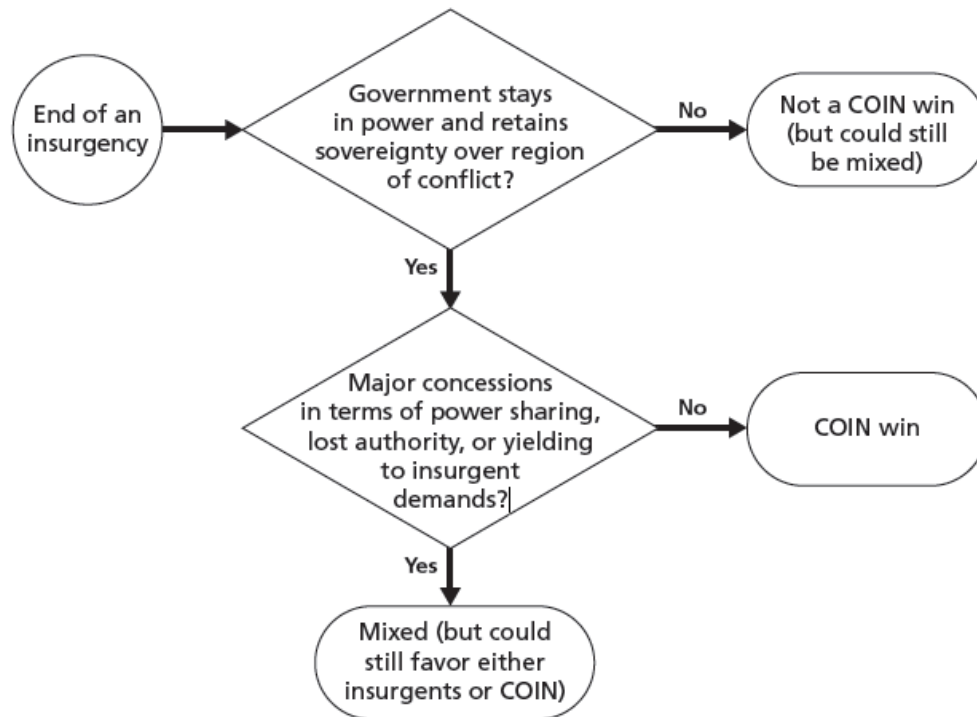 End of an
insurgency
Government stays
in power and retains
sovereignty over region
of conflict?
No
Not a COIN win
(but could still
be mixed)
Yes
Major concessions
in terms of power sharing,
lost authority, or yielding
to insurgent
demands?
No
COIN win
Yes
Mixed (but could
still favor either
insurgents or COIN)